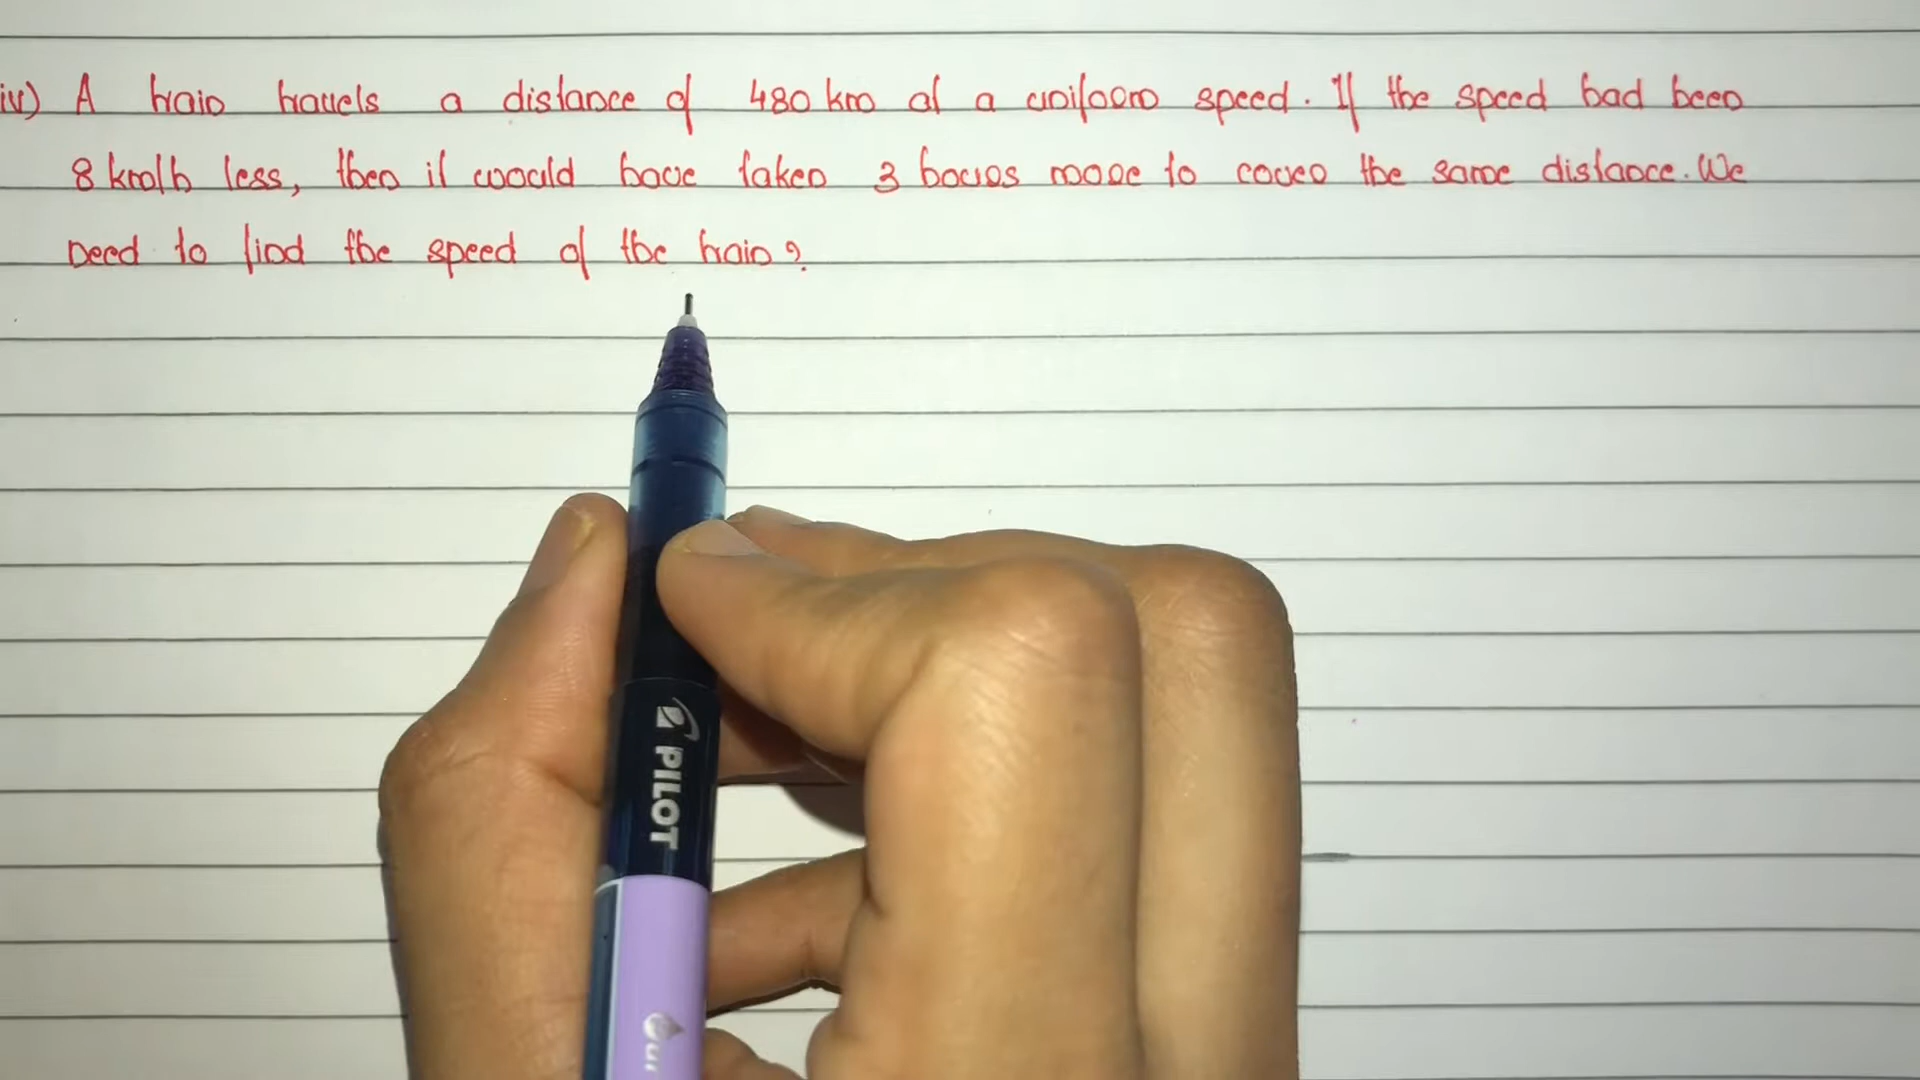 iv) A train travels a distance of 480 km at a uniform speed. If the speed had been
8 km/h less, then it would have taken 3 hours more to cover the same distance. We
need to find the speed of the train?
PILOT